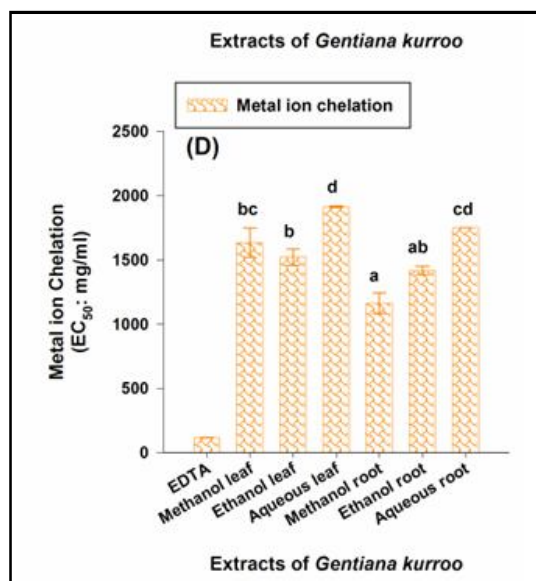 Extracts of Gentiana kurroo
Metal ion chelation
(D)
Metal ion Chelation
(EC50: mg/ml)
2500
2000
1500
1000
500
0
bc
b
d
a
ab
cd
EDTA
Methanol leaf
Ethanol leaf
Aqueous leaf
Methanol root
Ethanol root
Aqueous root
Extracts of Gentiana kurroo